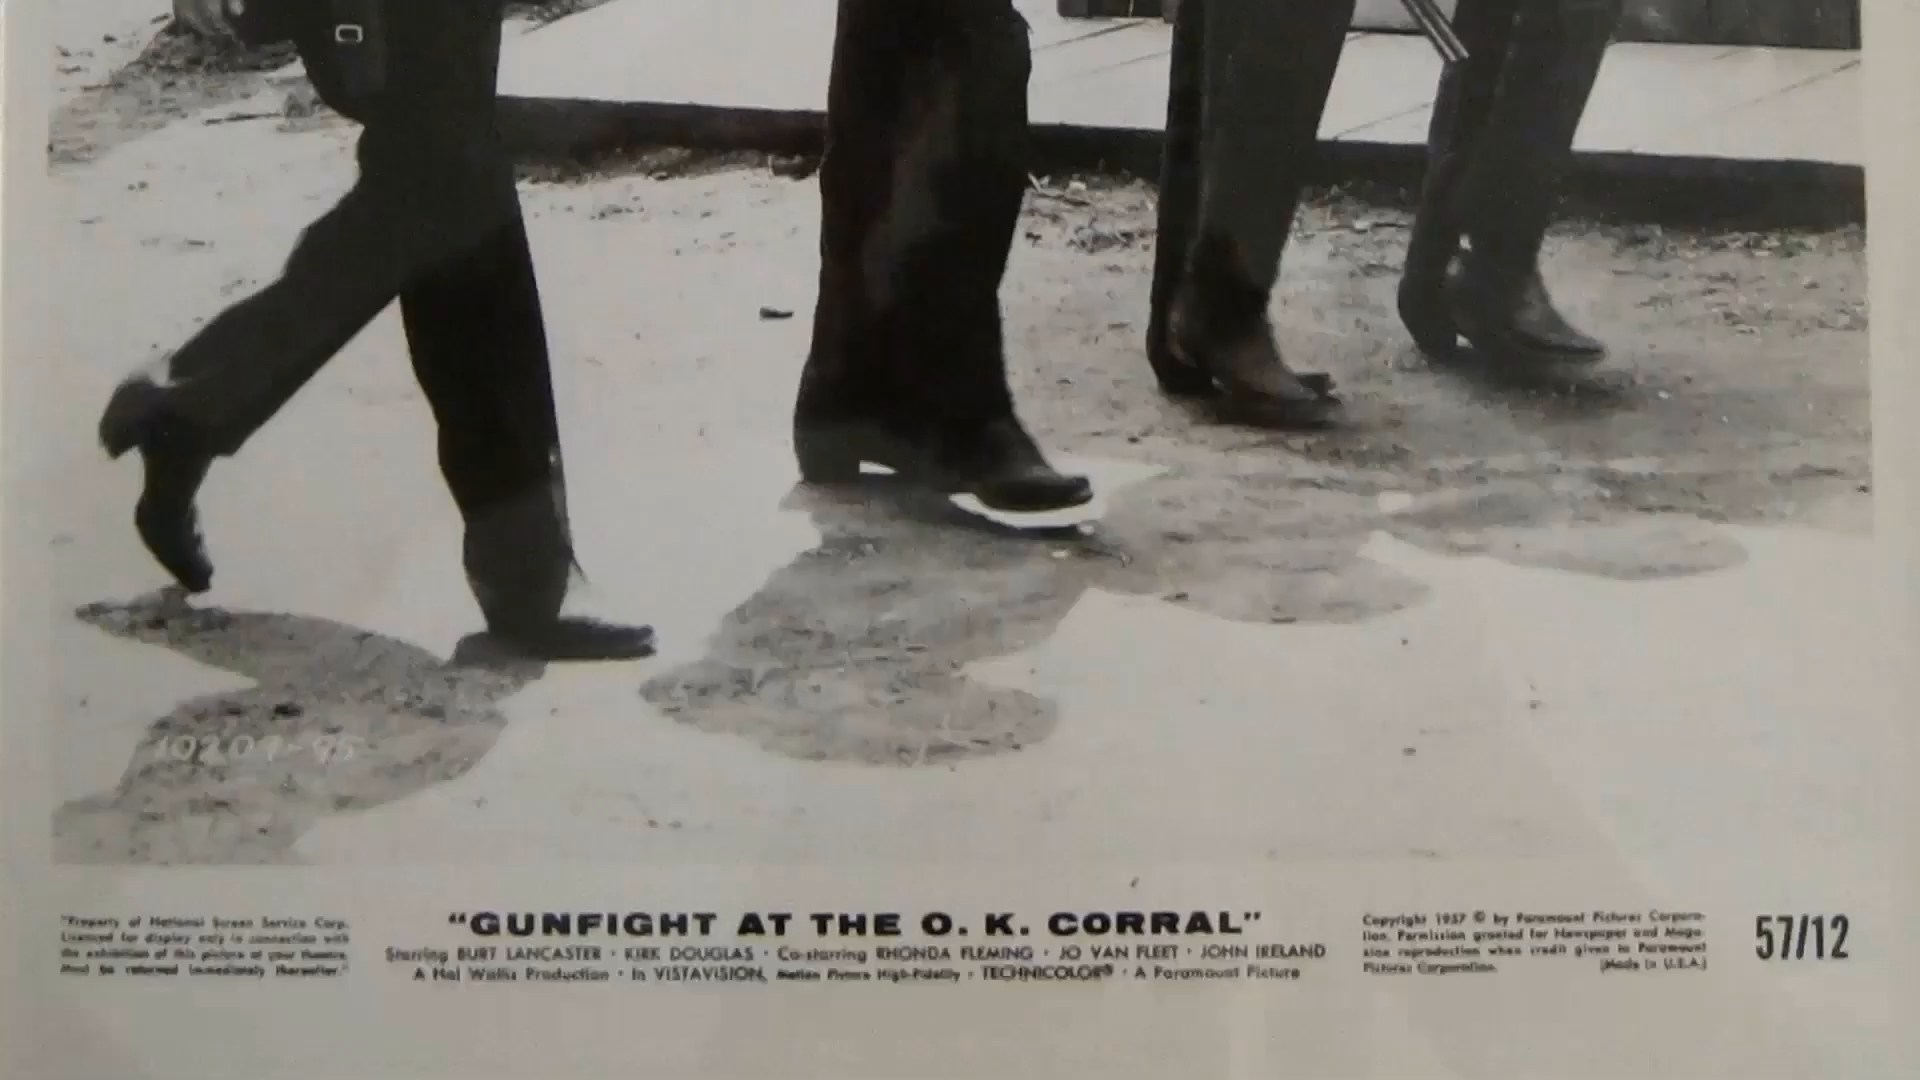 10209-95
"GUNFIGHT AT THE O. K. CORRAL"
Starring BURT LANCASTER · KIRK DOUGLAS · Co-starring RHONDA FLEMING · JO VAN FLEET · JOHN IRELAND
A Hal Wallis Production · In VISTAVISION, Motion Picture High-Fidelity · TECHNICOLOR® · A Paramount Picture
"Property of National Screen Service Corp.
Licensed for display only in connection with
the exhibition of this picture at your theatre.
Must be returned immediately thereafter."
Copyright 1957 © by Paramount Pictures Corpora-
tion. Permission granted for Newspaper and Maga-
zine reproduction when credit given to Paramount
Pictures Corporation. (Made in U.S.A.)
57/12